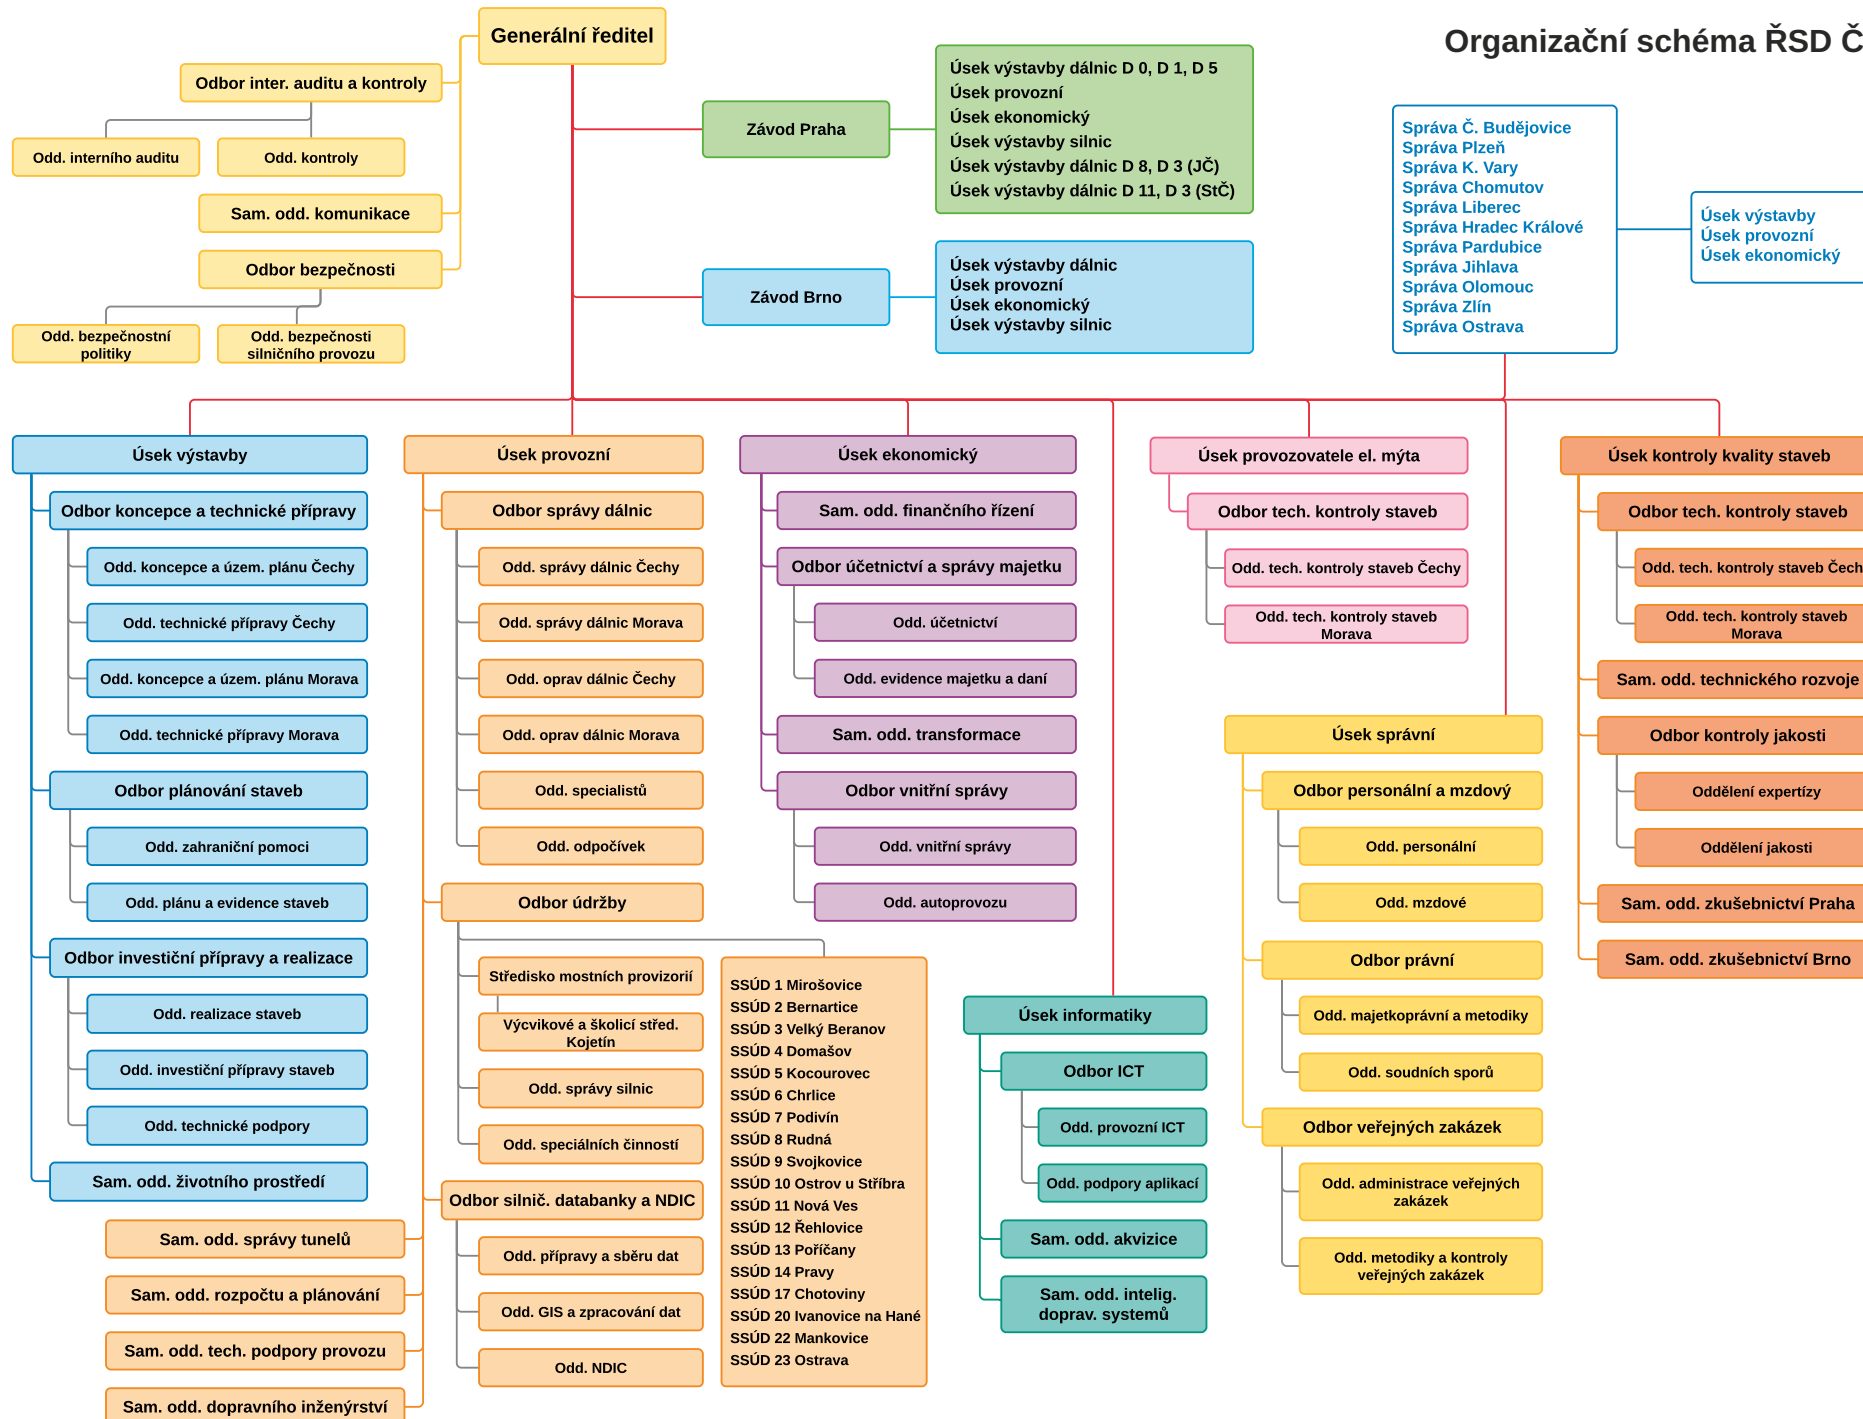 Organizační schéma ŘSD Č
Generální ředitel
Odbor inter. auditu a kontroly
Odd. interního auditu
Odd. kontroly
Sam. odd. komunikace
Odbor bezpečnosti
Odd. bezpečnostní
politiky
Odd. bezpečnosti
silničního provozu
Závod Praha
Úsek výstavby dálnic D 0, D 1, D 5
Úsek provozní
Úsek ekonomický
Úsek výstavby silnic
Úsek výstavby dálnic D 8, D 3 (JČ)
Úsek výstavby dálnic D 11, D 3 (StČ)
Závod Brno
Úsek výstavby dálnic
Úsek provozní
Úsek ekonomický
Úsek výstavby silnic
Správa Č. Budějovice
Správa Plzeň
Správa K. Vary
Správa Chomutov
Správa Liberec
Správa Hradec Králové
Správa Pardubice
Správa Jihlava
Správa Olomouc
Správa Zlín
Správa Ostrava
Úsek výstavby
Úsek provozní
Úsek ekonomický
Úsek výstavby
Odbor koncepce a technické přípravy
Odd. koncepce a územ. plánu Čechy
Odd. technické přípravy Čechy
Odd. koncepce a územ. plánu Morava
Odd. technické přípravy Morava
Odbor plánování staveb
Odd. zahraniční pomoci
Odd. plánu a evidence staveb
Odbor investiční přípravy a realizace
Odd. realizace staveb
Odd. investiční přípravy staveb
Odd. technické podpory
Sam. odd. životního prostředí
Úsek provozní
Odbor správy dálnic
Odd. správy dálnic Čechy
Odd. správy dálnic Morava
Odd. oprav dálnic Čechy
Odd. oprav dálnic Morava
Odd. specialistů
Odd. odpočívek
Odbor údržby
Středisko mostních provizorií
Výcvikové a školicí střed.
Kojetín
Odd. správy silnic
Odd. speciálních činností
SSÚD 1 Mirošovice
SSÚD 2 Bernartice
SSÚD 3 Velký Beranov
SSÚD 4 Domašov
SSÚD 5 Kocourovec
SSÚD 6 Chrlice
SSÚD 7 Podivín
SSÚD 8 Rudná
SSÚD 9 Svojkovice
SSÚD 10 Ostrov u Stříbra
SSÚD 11 Nová Ves
SSÚD 12 Řehlovice
SSÚD 13 Poříčany
SSÚD 14 Pravy
SSÚD 17 Chotoviny
SSÚD 20 Ivanovice na Hané
SSÚD 22 Mankovice
SSÚD 23 Ostrava
Odbor silnič. databanky a NDIC
Odd. přípravy a sběru dat
Odd. GIS a zpracování dat
Odd. NDIC
Sam. odd. správy tunelů
Sam. odd. rozpočtu a plánování
Sam. odd. tech. podpory provozu
Sam. odd. dopravního inženýrství
Úsek ekonomický
Sam. odd. finančního řízení
Odbor účetnictví a správy majetku
Odd. účetnictví
Odd. evidence majetku a daní
Sam. odd. transformace
Odbor vnitřní správy
Odd. vnitřní správy
Odd. autoprovozu
Úsek informatiky
Odbor ICT
Odd. provozní ICT
Odd. podpory aplikací
Sam. odd. akvizice
Sam. odd. intelig.
doprav. systemů
Úsek provozovatele el. mýta
Odbor tech. kontroly staveb
Odd. tech. kontroly staveb Čechy
Odd. tech. kontroly staveb
Morava
Úsek správní
Odbor personální a mzdový
Odd. personální
Odd. mzdové
Odbor právní
Odd. majetkoprávní a metodiky
Odd. soudních sporů
Odbor veřejných zakázek
Odd. administrace veřejných
zakázek
Odd. metodiky a kontroly
veřejných zakázek
Úsek kontroly kvality staveb
Odbor tech. kontroly staveb
Odd. tech. kontroly staveb Čech
Odd. tech. kontroly staveb
Morava
Sam. odd. technického rozvoje
Odbor kontroly jakosti
Oddělení expertízy
Oddělení jakosti
Sam. odd. zkušebnictví Praha
Sam. odd. zkušebnictví Brno